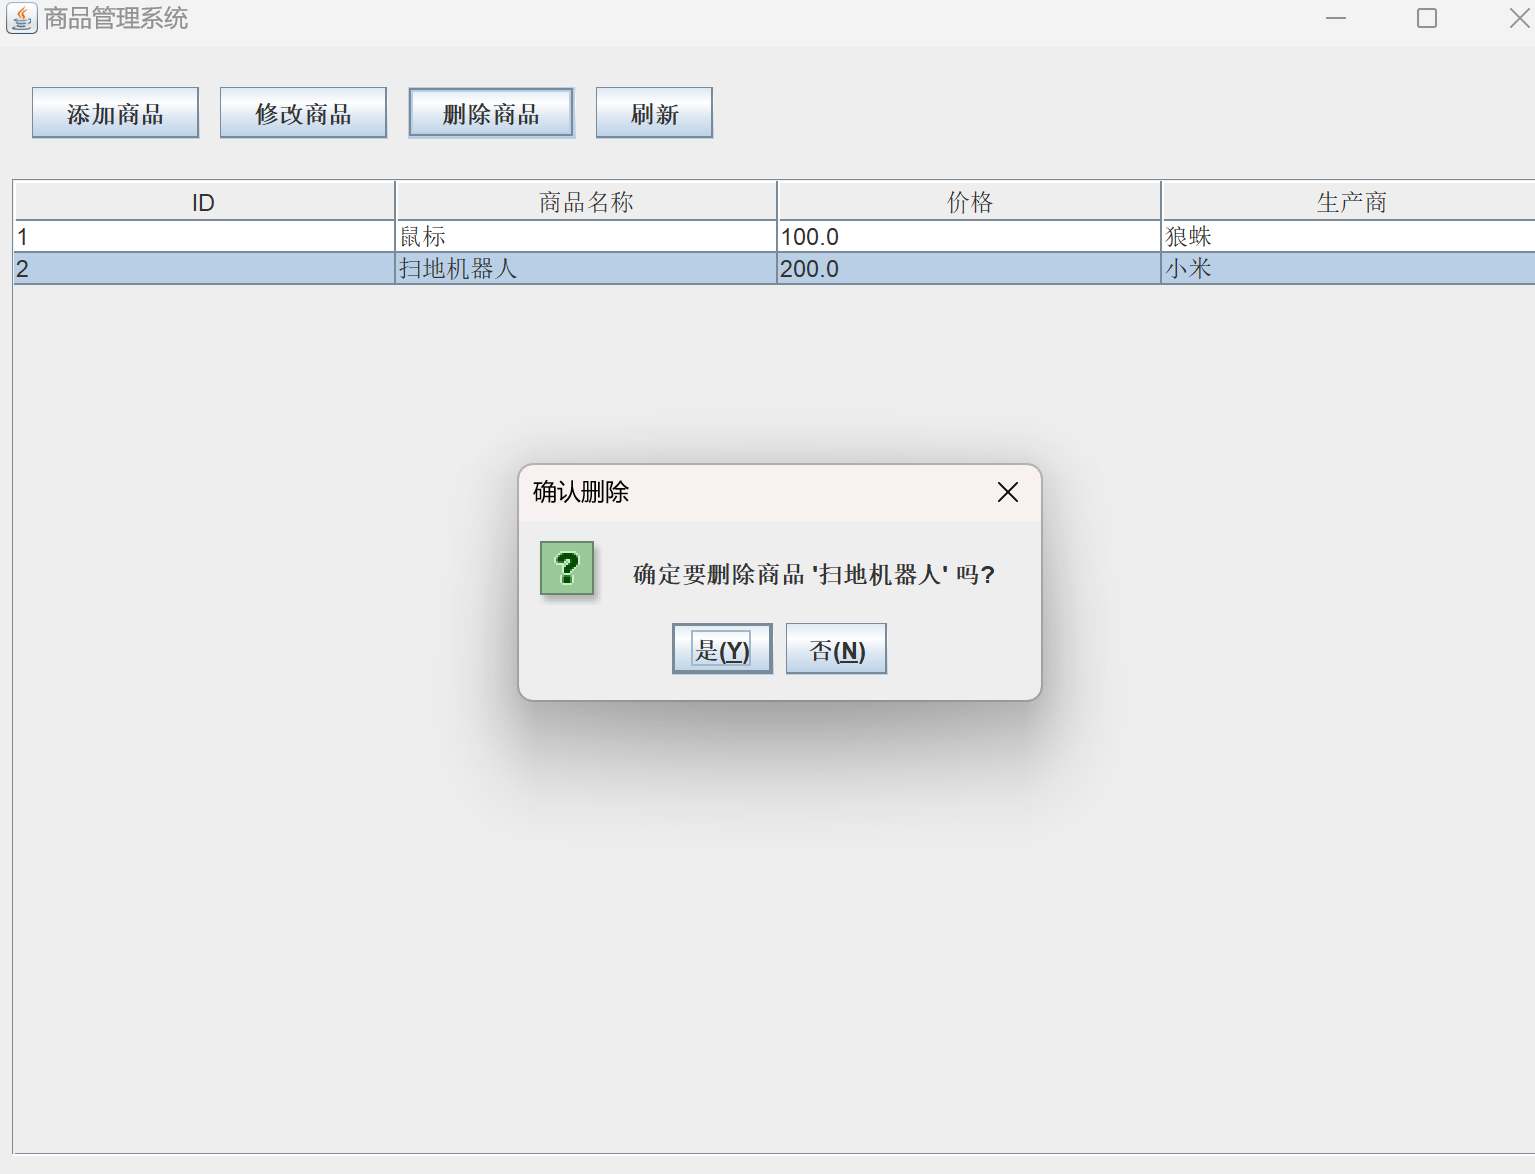 商品管理系统
添加商品 修改商品 删除商品 刷新
ID 商品名称 价格 生产商
1 鼠标 100.0 狼蛛
2 扫地机器人 200.0 小米
确认删除
? 确定要删除商品 '扫地机器人' 吗?
是(Y) 否(N)